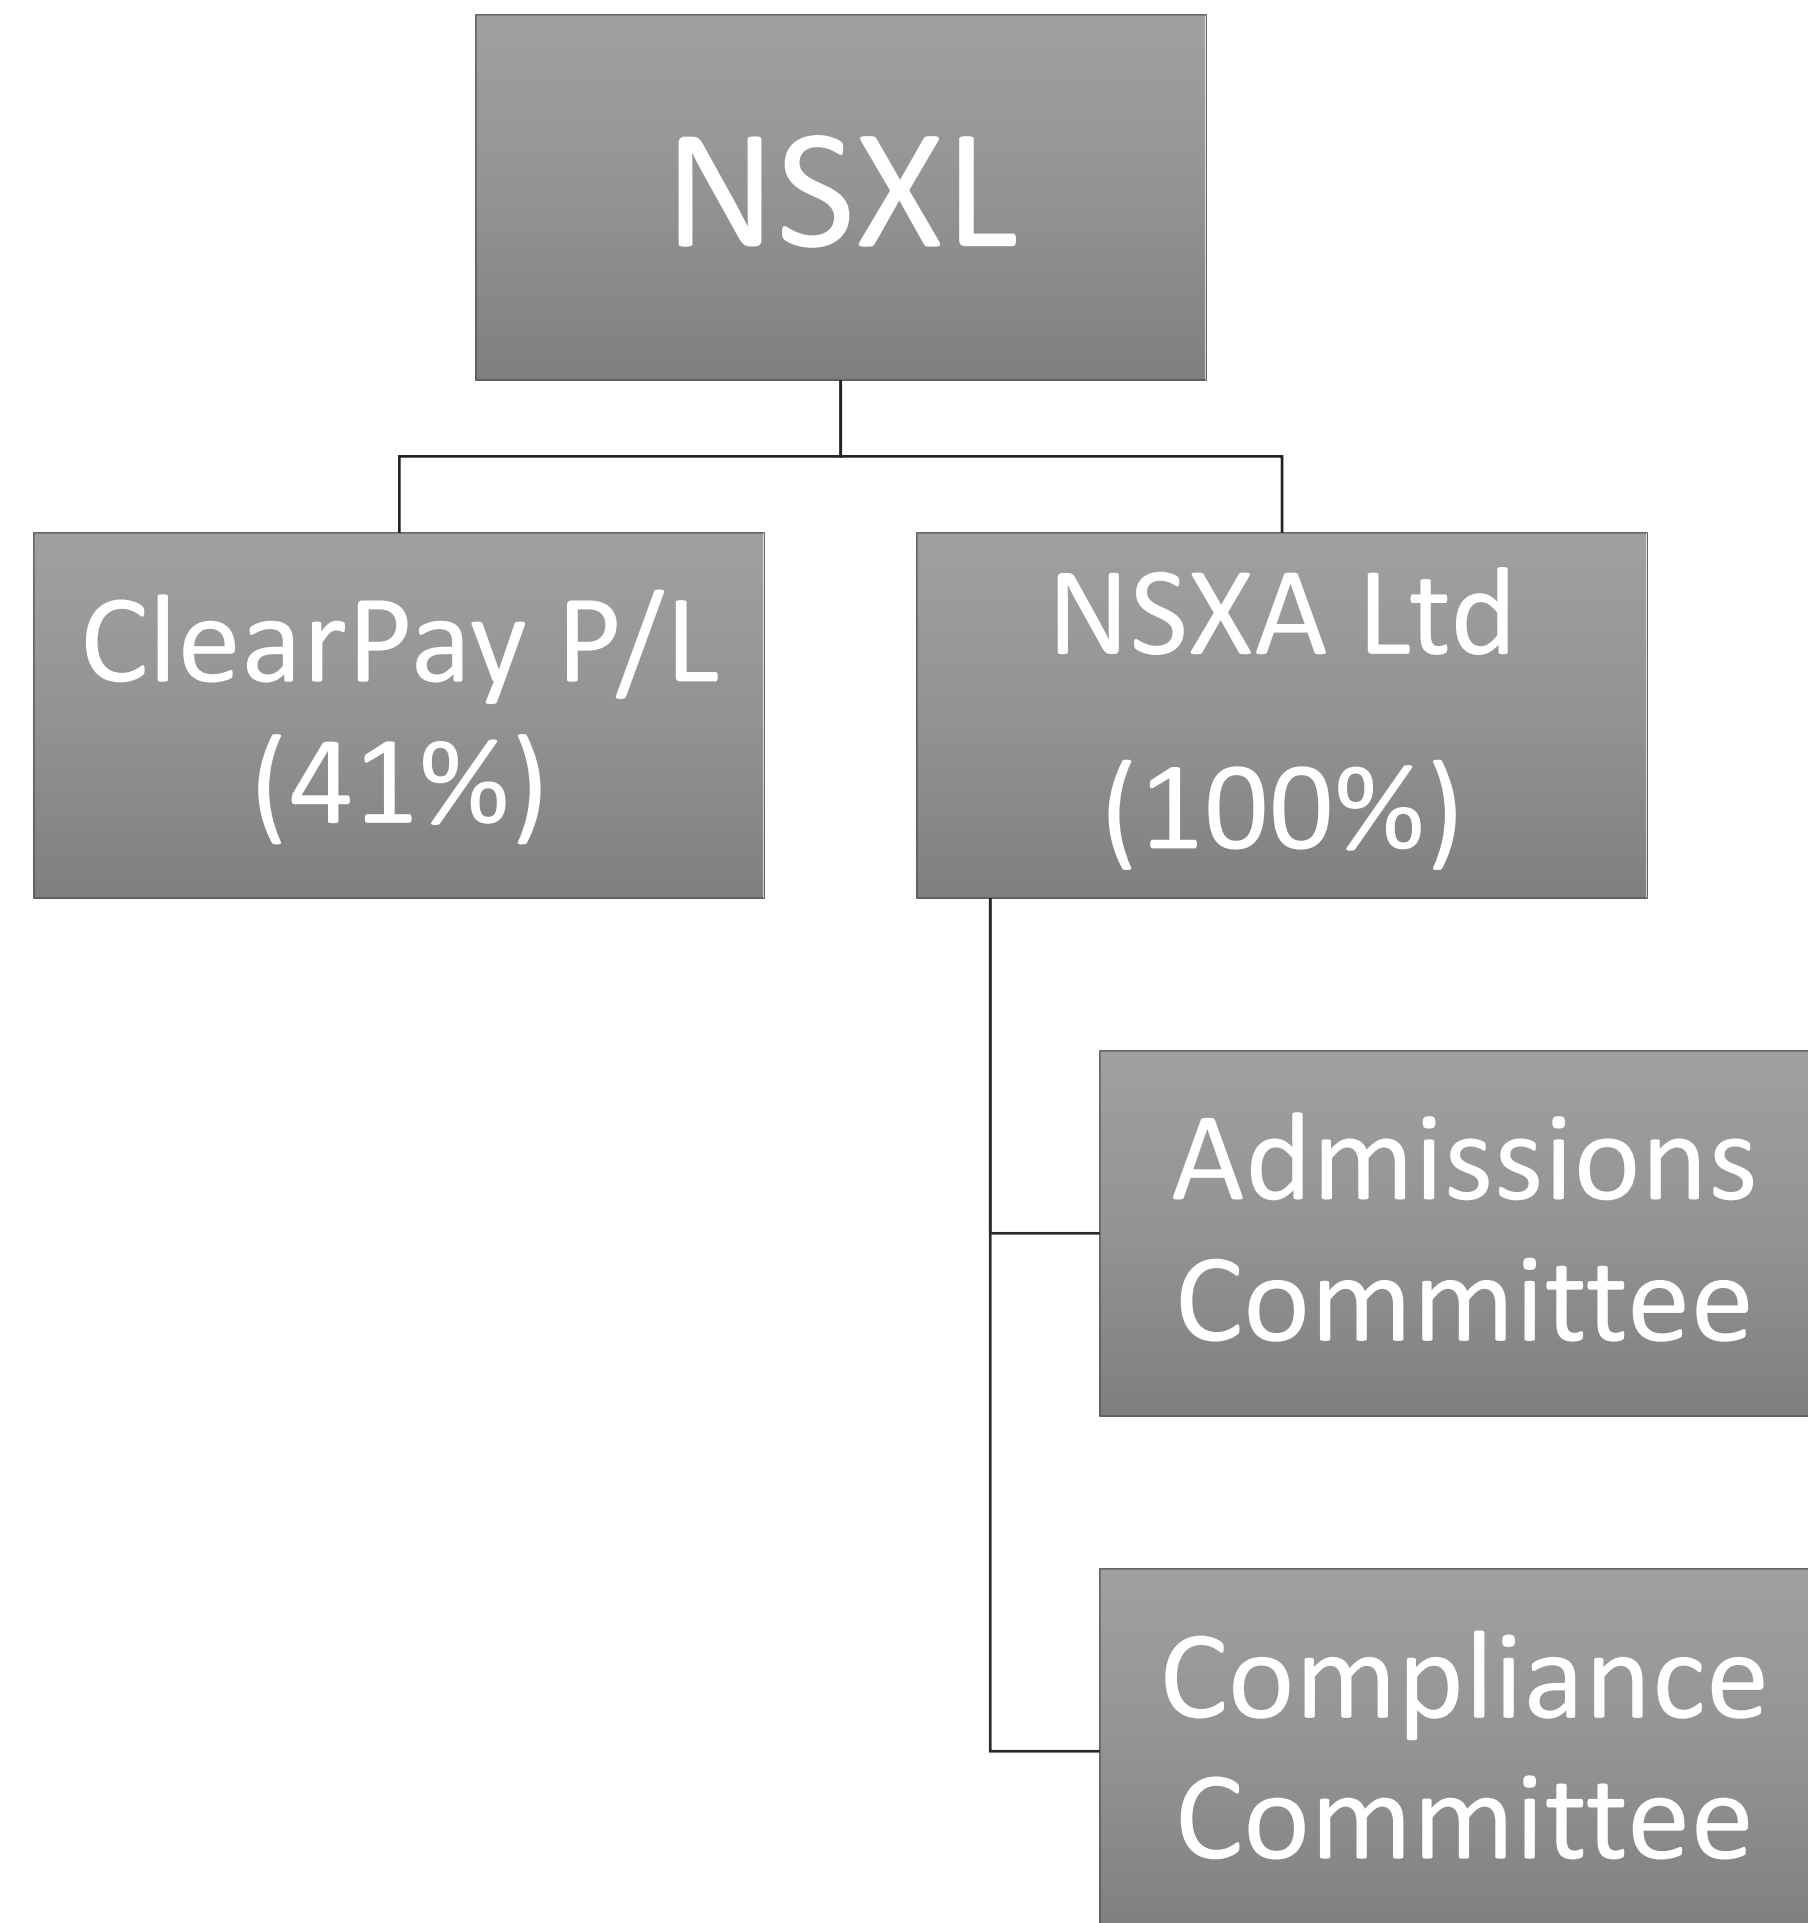 NSXL
ClearPay P/L
(41%)
NSXA Ltd
(100%)
Admissions
Committee
Compliance
Committee